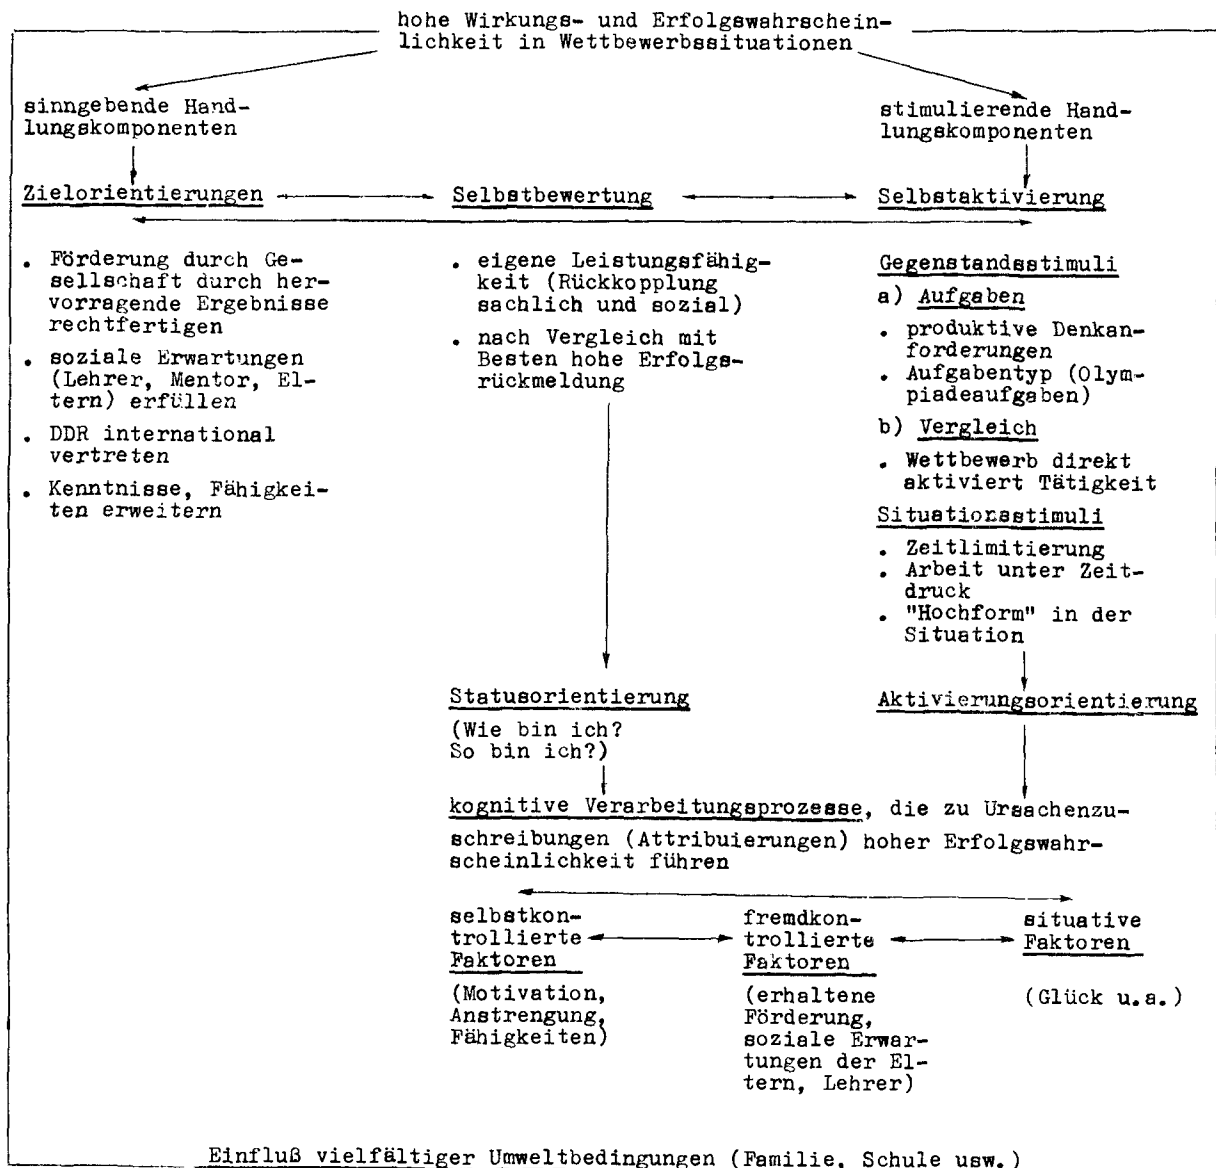 hohe Wirkungs- und Erfolgswahrschein-
lichkeit in Wettbewerbssituationen
sinngebende Hand-
lungskomponenten
stimulierende Hand-
lungskomponenten
Zielorientierungen
Selbstbewertung
Selbstaktivierung
. Förderung durch Ge-
sellschaft durch her-
vorragende Ergebnisse
rechtfertigen
. soziale Erwartungen
(Lehrer, Mentor, El-
tern) erfüllen
. DDR international
vertreten
. Kenntnisse, Fähigkei-
ten erweitern
. eigene Leistungsfähig-
keit (Rückkopplung
sachlich und sozial)
. nach Vergleich mit
Besten hohe Erfolgs-
rückmeldung
Gegenstandsstimuli
a) Aufgaben
. produktive Denkan-
forderungen
. Aufgabentyp (Olym-
piadeaufgaben)
b) Vergleich
. Wettbewerb direkt
aktiviert Tätigkeit
Situationsstimuli
. Zeitlimitierung
. Arbeit unter Zeit-
druck
. "Hochform" in der
Situation
Statusorientierung
(Wie bin ich?
So bin ich?)
Aktivierungsorientierung
kognitive Verarbeitungsprozesse, die zu Ursachenzu-
schreibungen (Attribuierungen) hoher Erfolgswahr-
scheinlichkeit führen
selbstkon-
trollierte
Faktoren
(Motivation,
Anstrengung,
Fähigkeiten)
fremdkon-
trollierte
Faktoren
(erhaltene
Förderung,
soziale Erwar-
tungen der El-
tern, Lehrer)
situative
Faktoren
(Glück u.a.)
Einfluß vielfältiger Umweltbedingungen (Familie, Schule usw.)